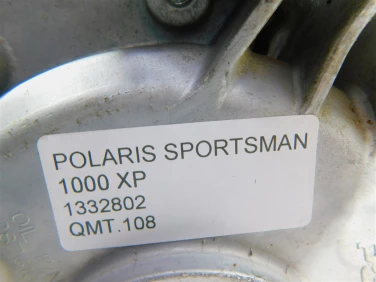 POLARIS SPORTSMAN
1000 XP
1332802
QMT.108